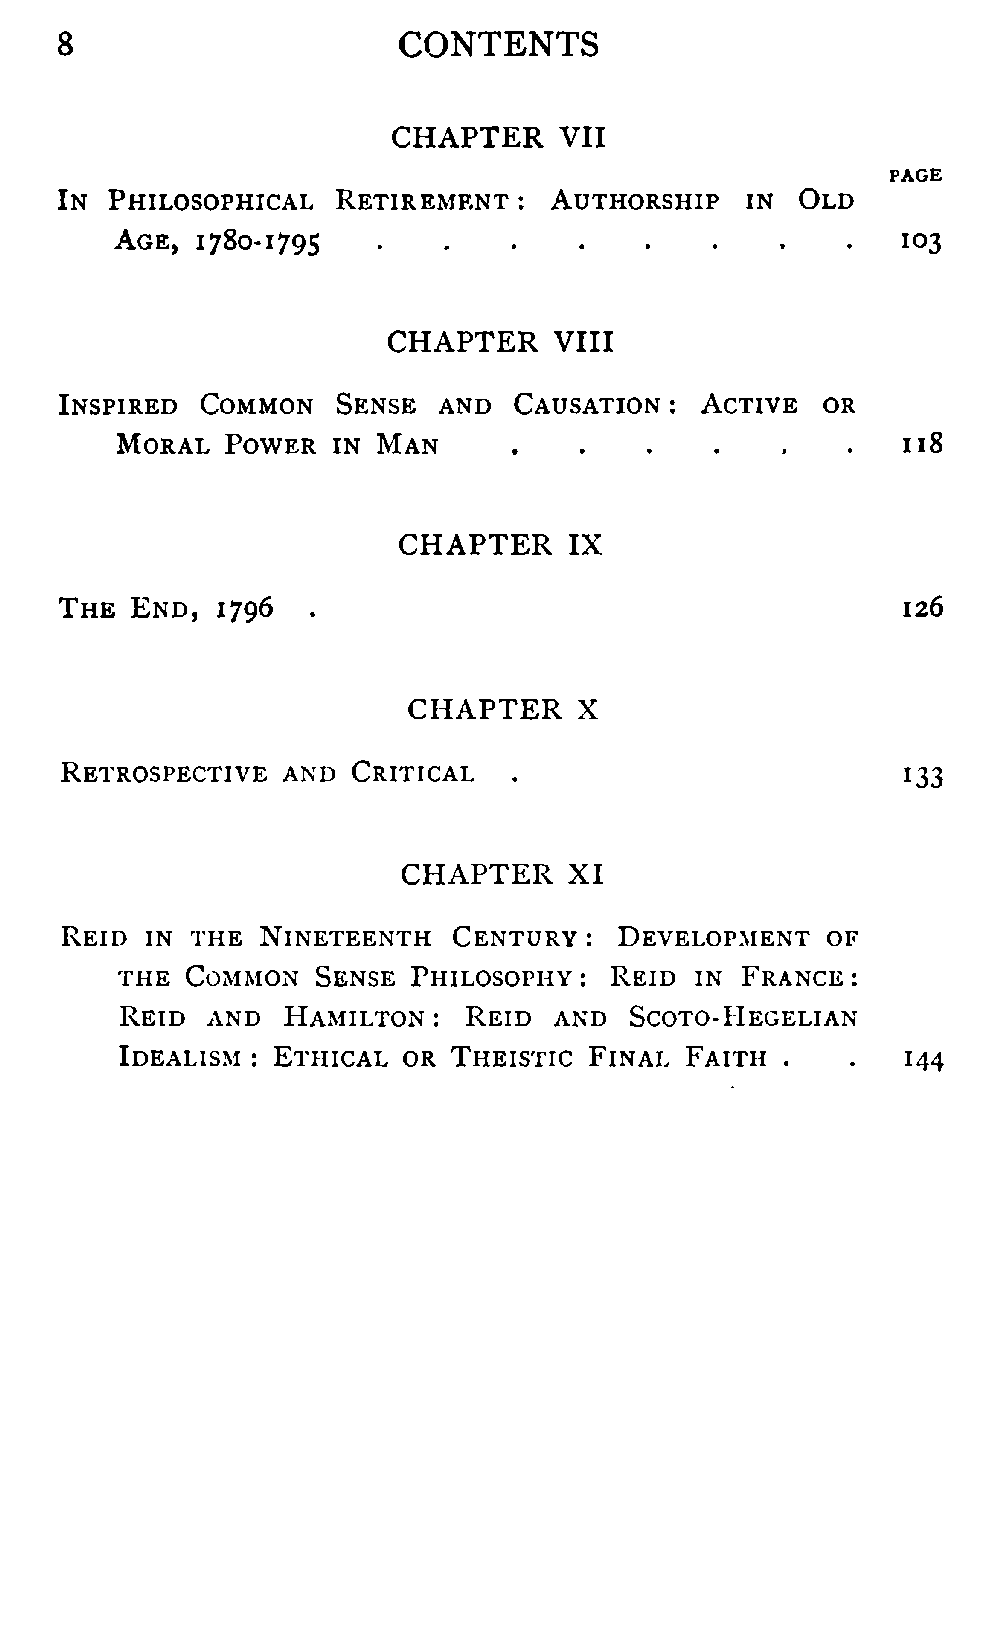 8 CONTENTS
CHAPTER VII
PAGE
In Philosophical Retirement: Authorship in Old
Age, 1780-1795 . . . . . . . . 103
CHAPTER VIII
Inspired Common Sense and Causation: Active or
Moral Power in Man . . . . . . 118
CHAPTER IX
The End, 1796 . 126
CHAPTER X
Retrospective and Critical . 133
CHAPTER XI
Reid in the Nineteenth Century: Development of
the Common Sense Philosophy: Reid in France:
Reid and Hamilton: Reid and Scoto-Hegelian
Idealism: Ethical or Theistic Final Faith . . 144